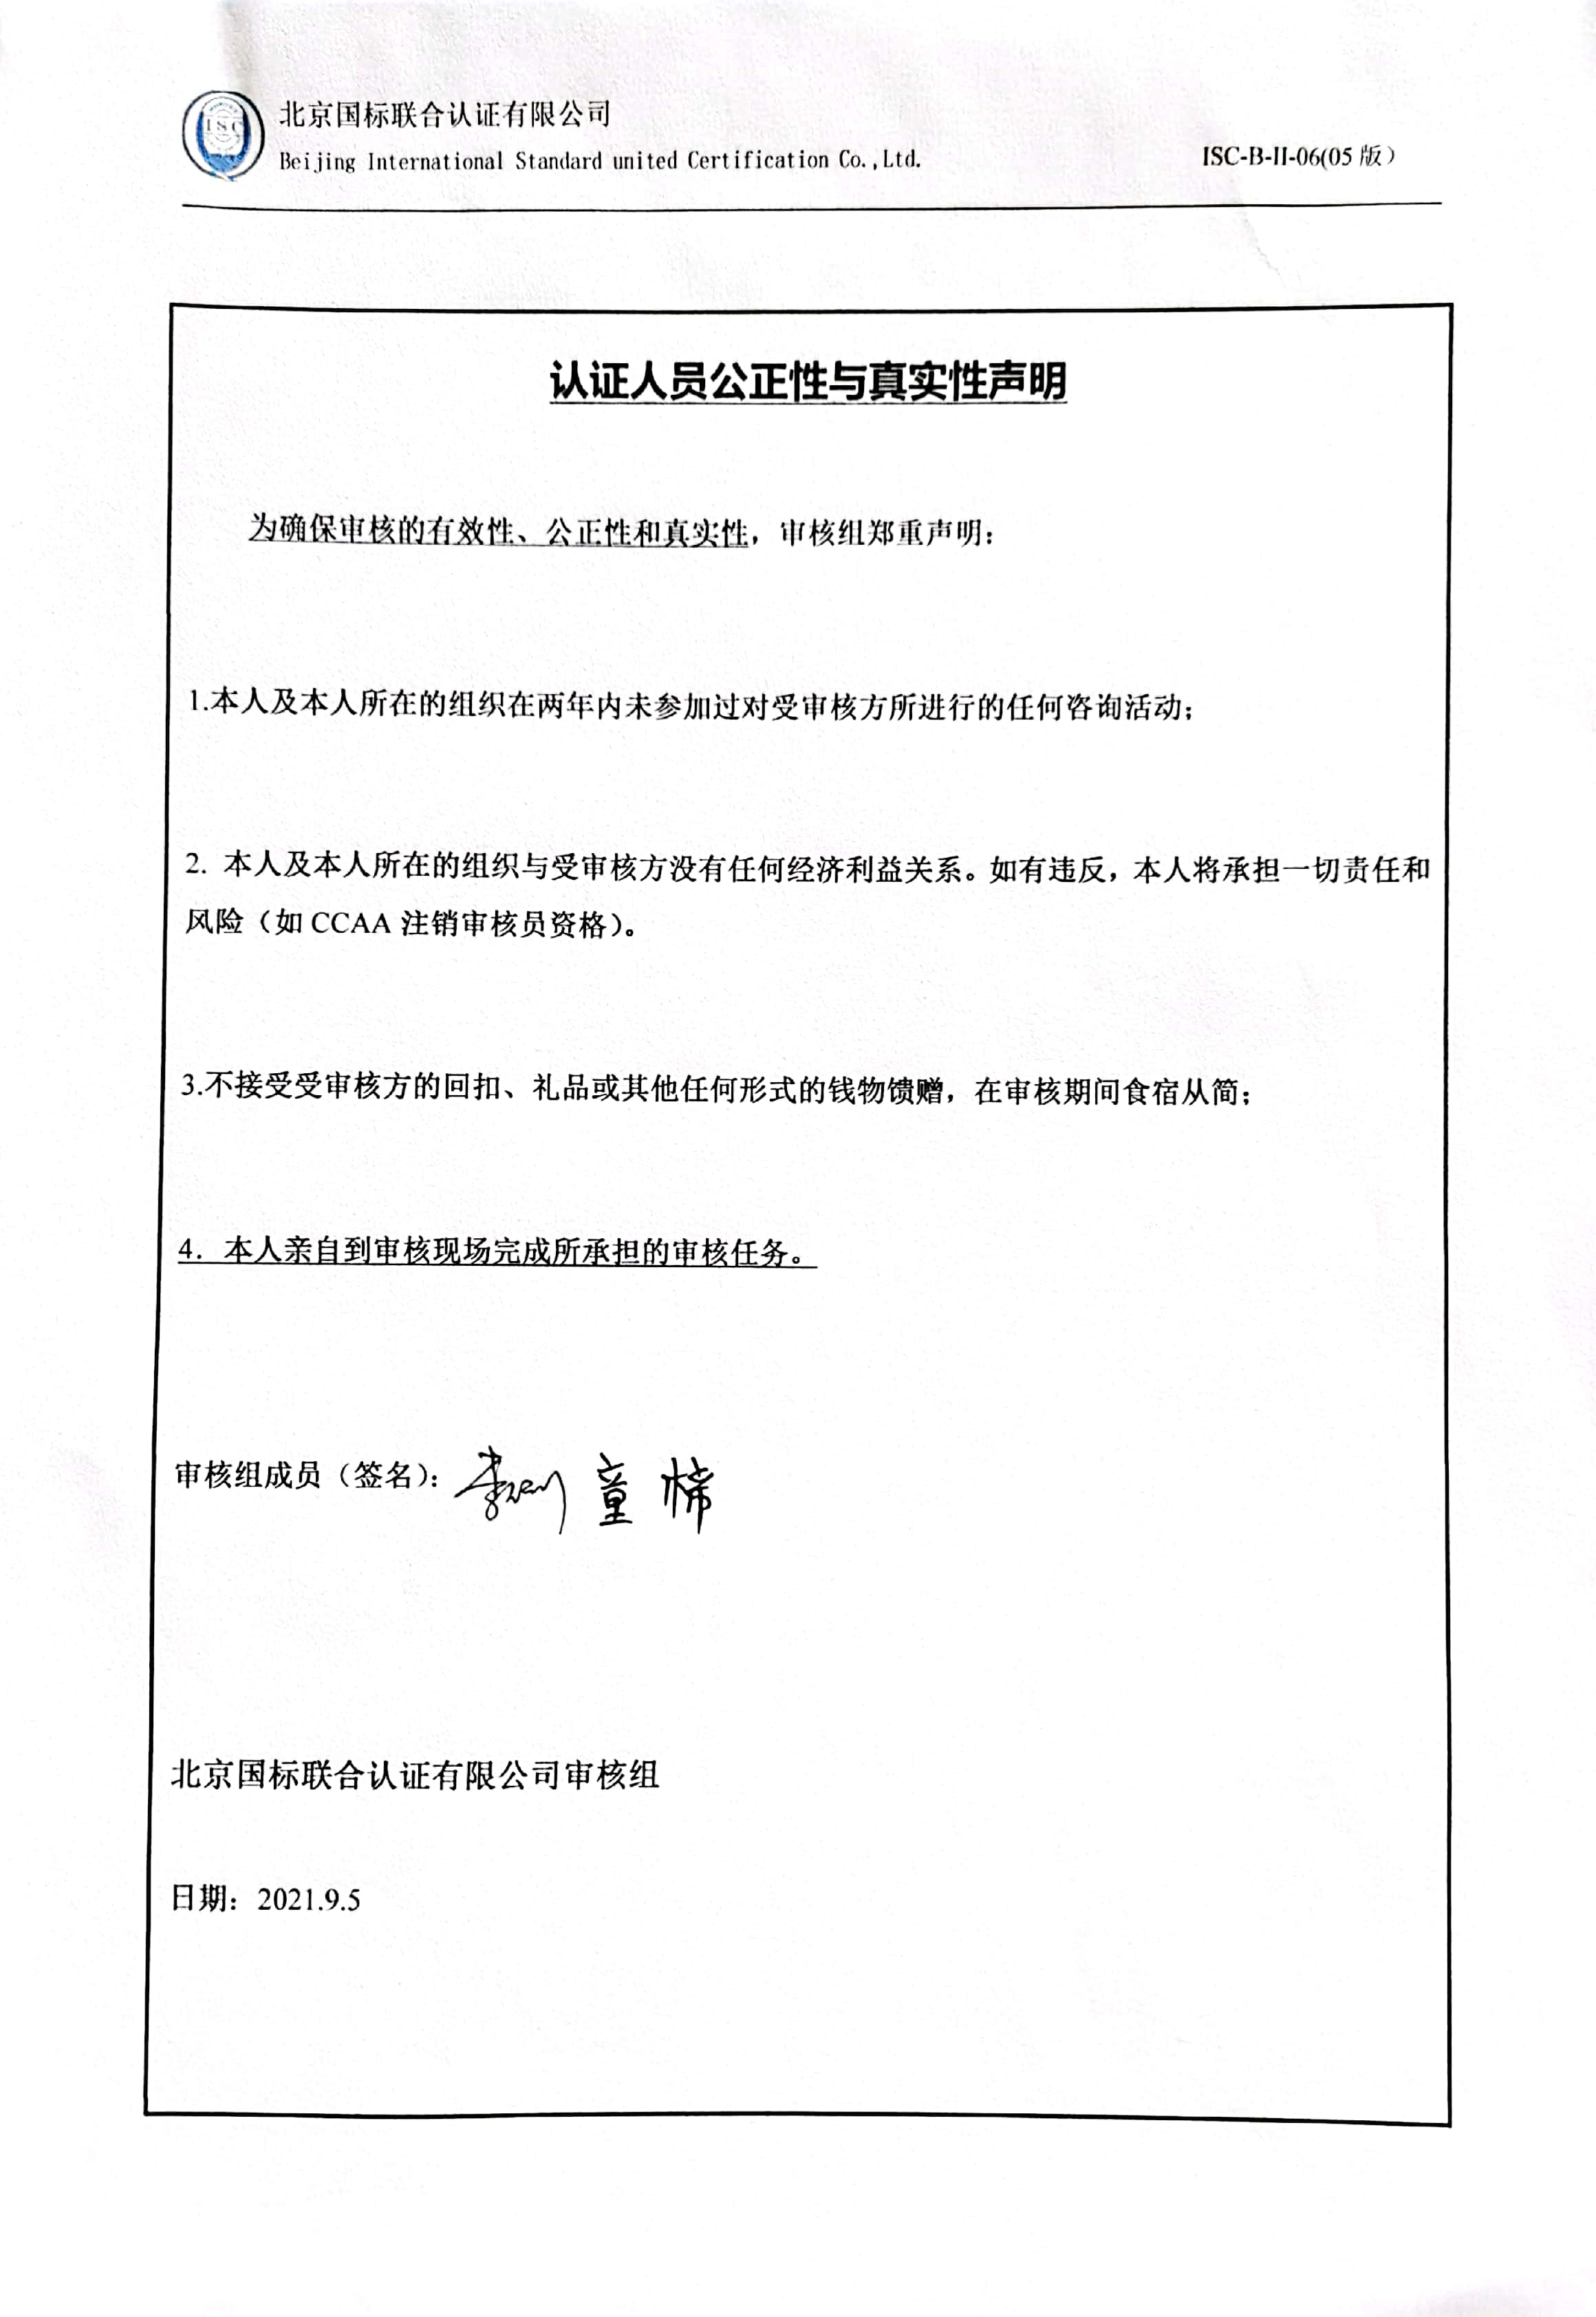 ISC
北京国标联合认证有限公司
Beijing International Standard united Certification Co.,Ltd.
ISC-B-II-06(05 版)
认证人员公正性与真实性声明
为确保审核的有效性、公正性和真实性，审核组郑重声明：
1.本人及本人所在的组织在两年内未参加过对受审核方所进行的任何咨询活动；
2. 本人及本人所在的组织与受审核方没有任何经济利益关系。如有违反，本人将承担一切责任和
风险（如 CCAA 注销审核员资格）。
3.不接受受审核方的回扣、礼品或其他任何形式的钱物馈赠，在审核期间食宿从简；
4. 本人亲自到审核现场完成所承担的审核任务。
审核组成员（签名）： 童
北京国标联合认证有限公司审核组
日期：2021.9.5